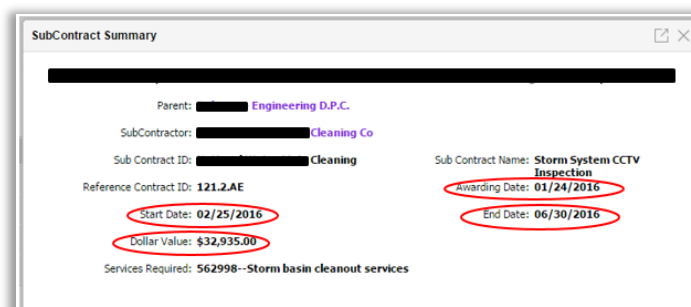 SubContract Summary
Parent: Engineering D.P.C.
SubContractor: Cleaning Co
Sub Contract ID: Cleaning
Sub Contract Name: Storm System CCTV
Inspection
Reference Contract ID: 121.2.AE
Awarding Date: 01/24/2016
Start Date: 02/25/2016
End Date: 06/30/2016
Dollar Value: $32,935.00
Services Required: 562998--Storm basin cleanout services